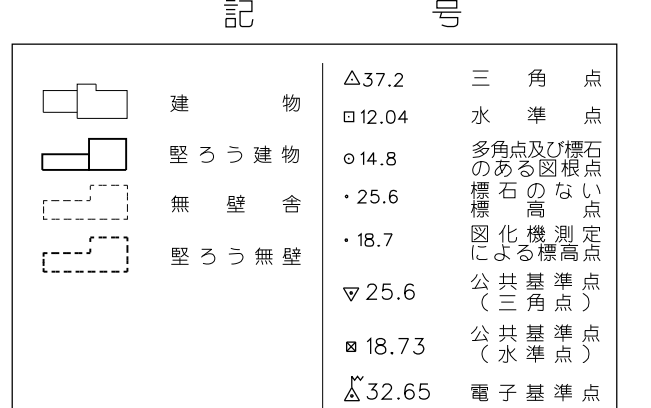 記 号
建 物
堅ろう建物
無 壁 舎
堅ろう無壁
37.2 三 角 点
12.04 水 準 点
14.8 多角点及び標石
のある図根点
25.6 標石のない
標 高 点
18.7 図化機測定
による標高点
25.6 公共基準点
(三角点)
18.73 公共基準点
(水準点)
32.65 電子基準点